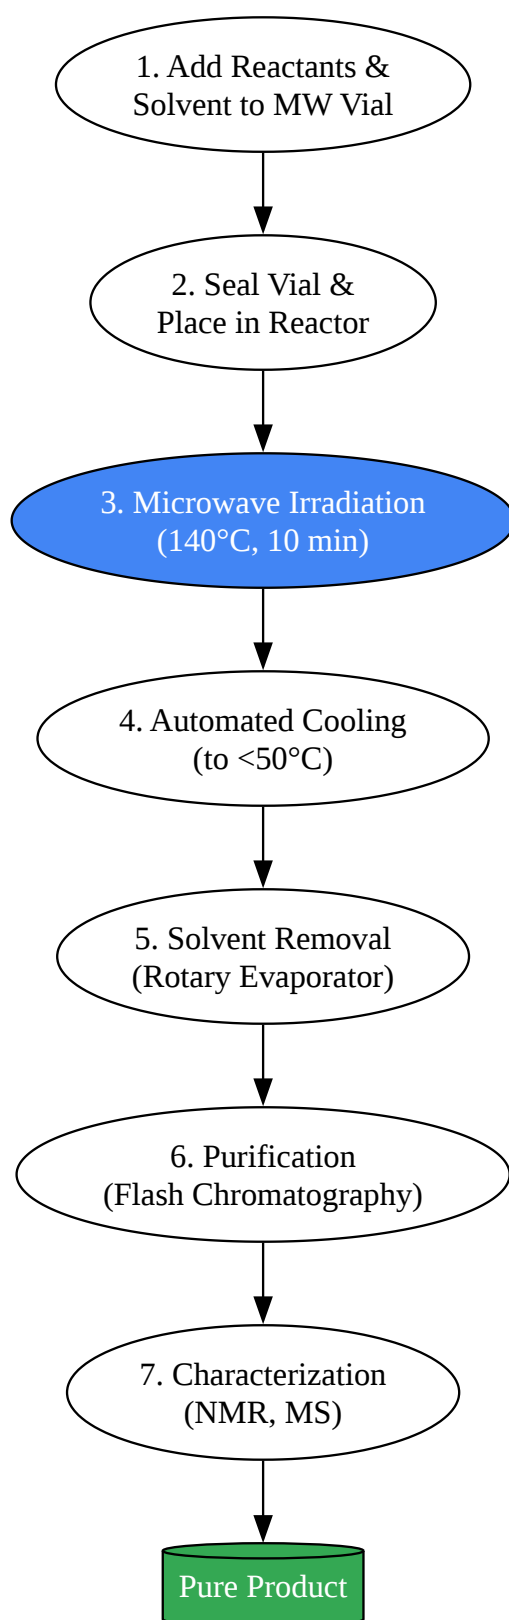 1. Add Reactants &
Solvent to MW Vial
2. Seal Vial &
Place in Reactor
3. Microwave Irradiation
(140°C, 10 min)
4. Automated Cooling
(to <50°C)
5. Solvent Removal
(Rotary Evaporator)
6. Purification
(Flash Chromatography)
7. Characterization
(NMR, MS)
Pure Product